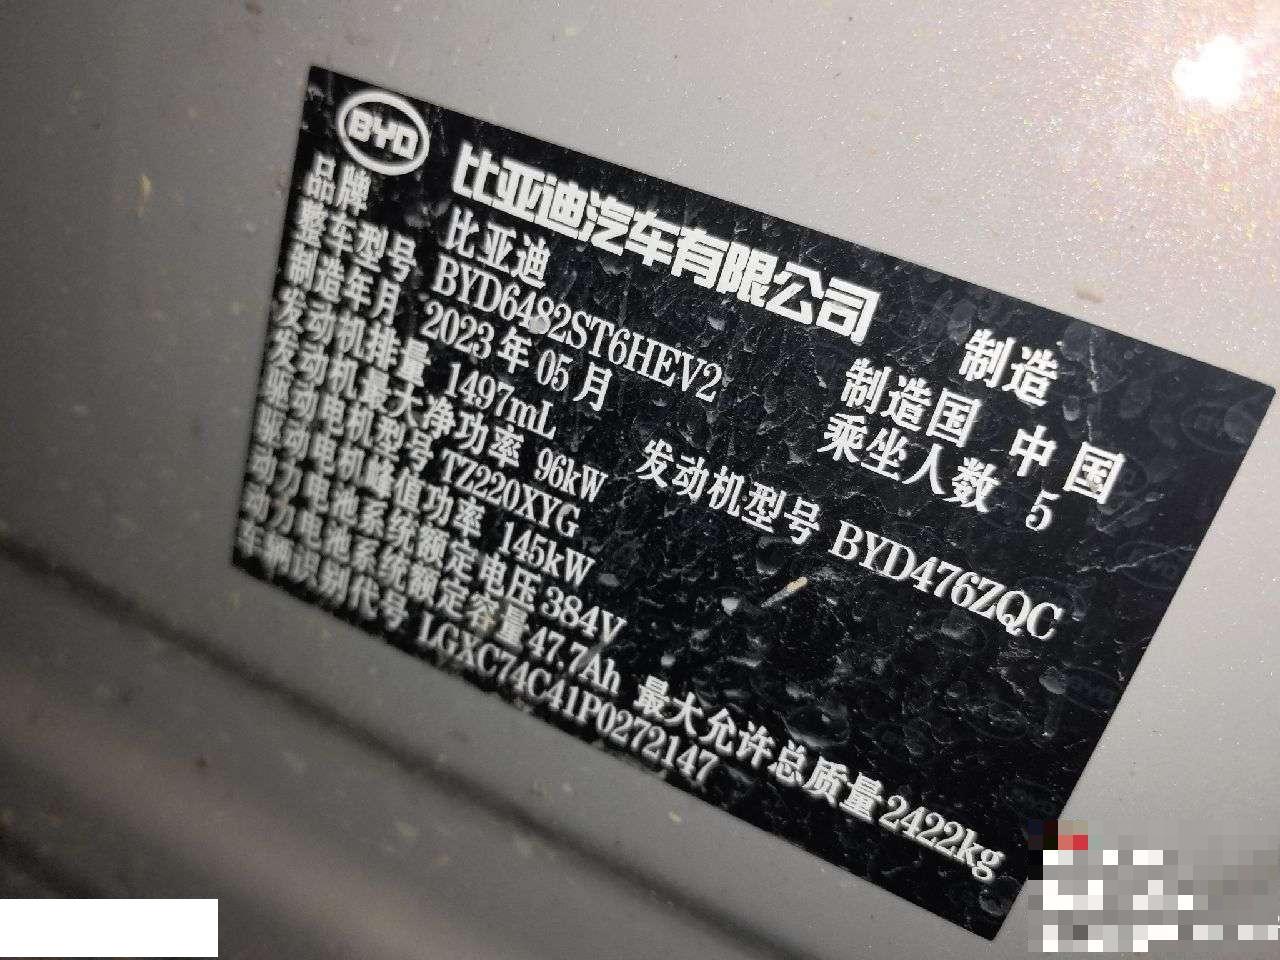 BYD 比亚迪汽车有限公司 制造
品牌 比亚迪 制造国 中国
整车型号 BYD6482ST6HEV2 乘坐人数 5
制造年月 2023年05月
发动机排量 1497mL 发动机型号 BYD476ZQC
发动机最大净功率 96kW
驱动电机型号 TZ220XYG
驱动电机峰值功率 145kW
动力电池系统额定电压 384V
动力电池系统额定容量 47.7Ah 最大允许总质量 2422kg
车辆识别代号 LGXC74C41P0272147